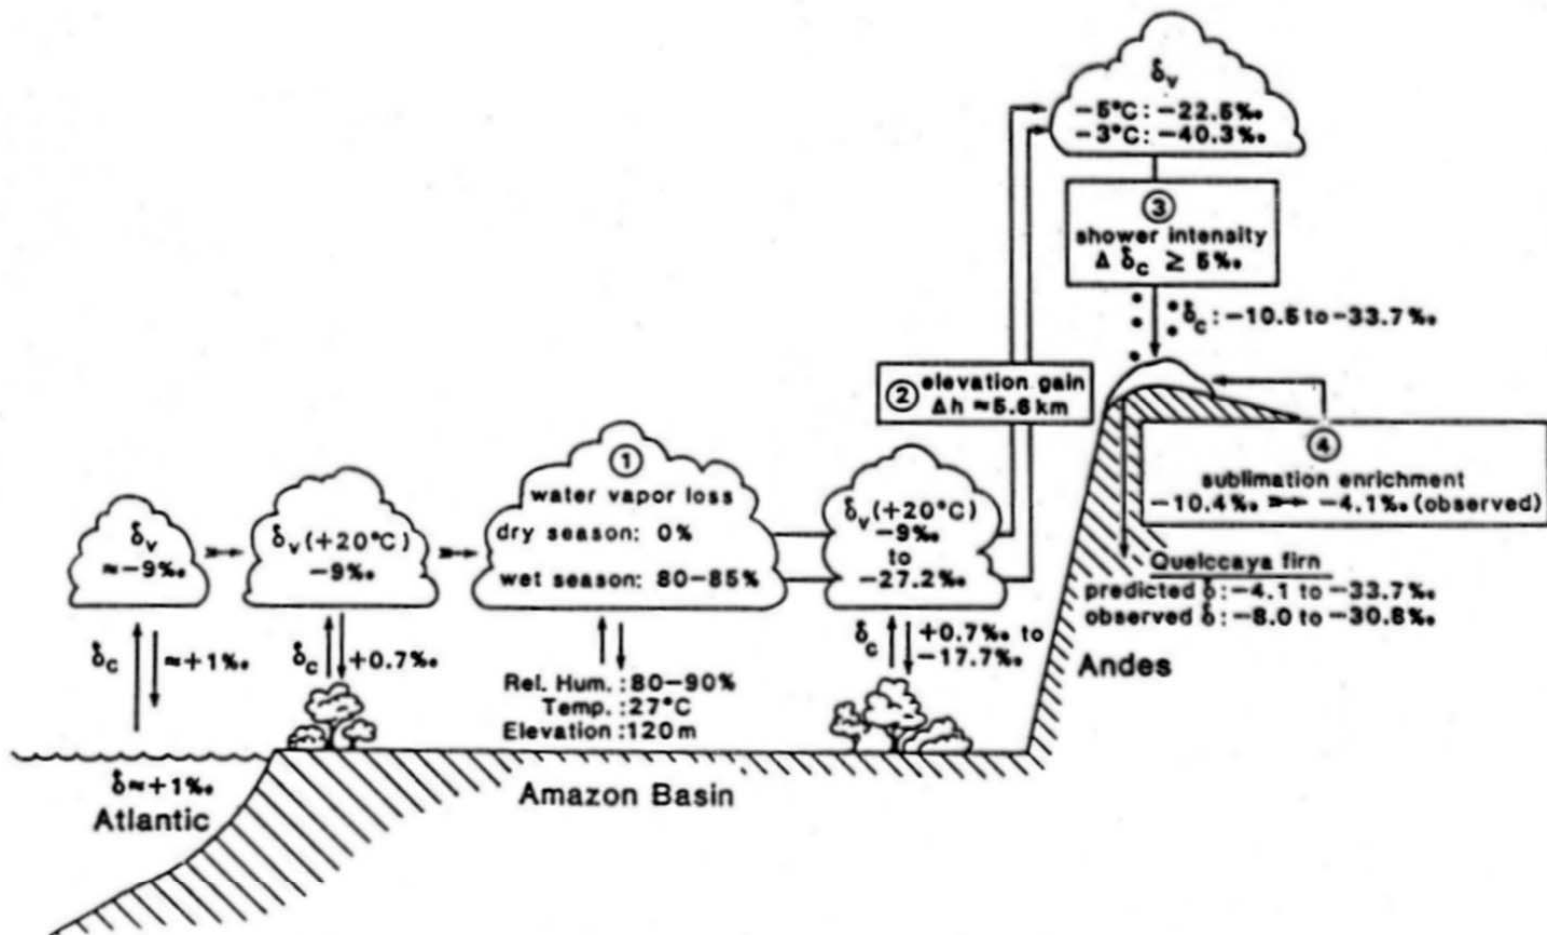 δv
−5°C: −22.5‰
−3°C: −40.3‰
③
shower intensity
Δ δc ≥ 5‰
δc: −10.5 to −33.7‰
② elevation gain
Δh ≈5.6km
④
sublimation enrichment
−10.4‰ → −4.1‰ (observed)
①
water vapor loss
dry season: 0%
wet season: 80−85%
δv
≈−9‰
δv(+20°C)
−9‰
δv(+20°C)
−9‰
to
−27.2‰
Quelccaya firn
predicted δ:−4.1 to −33.7‰
observed δ:−8.0 to −30.8‰
δc ≈+1‰
δc +0.7‰
Rel. Hum. :80−90%
Temp. :27°C
Elevation :120m
δc +0.7‰ to
−17.7‰
Andes
δ≈+1‰
Atlantic
Amazon Basin